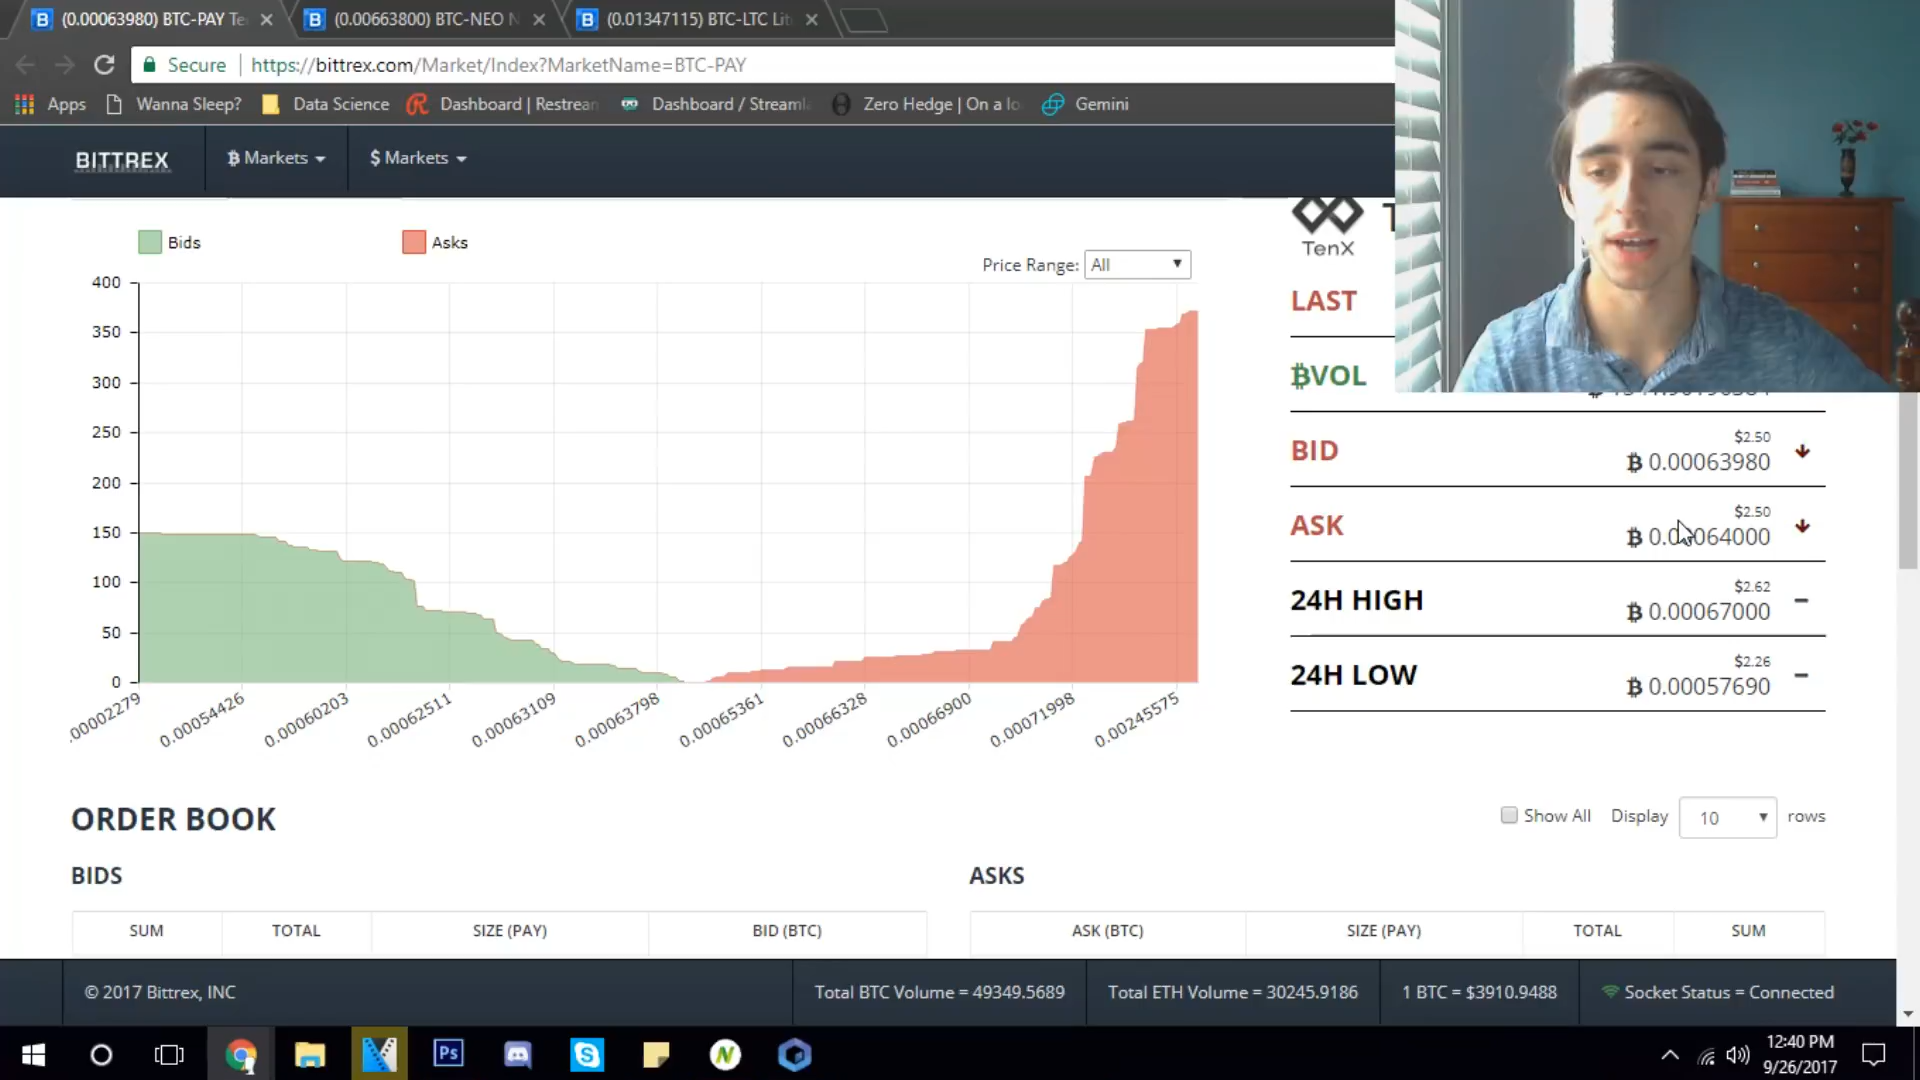 (0.00063980) BTC-PAY Te
(0.00663800) BTC-NEO N
(0.01347115) BTC-LTC Lit
Secure
https://bittrex.com/Market/Index?MarketName=BTC-PAY
Apps
Wanna Sleep?
Data Science
Dashboard | Restrean
Dashboard / Streamla
Zero Hedge | On a lo
Gemini
BITTREX
Markets
$ Markets
Bids
Asks
Price Range: All
400
350
300
250
200
150
100
50
0
.00002279
0.00054426
0.00060203
0.00062511
0.00063109
0.00063798
0.00065361
0.00066328
0.00066900
0.00071998
0.00245575
TenX
LAST
VOL
BID
$2.50
0.00063980
ASK
$2.50
0.00064000
24H HIGH
$2.62
0.00067000
24H LOW
$2.26
0.00057690
ORDER BOOK
Show All
Display 10 rows
BIDS
ASKS
SUM
TOTAL
SIZE (PAY)
BID (BTC)
ASK (BTC)
SIZE (PAY)
TOTAL
SUM
© 2017 Bittrex, INC
Total BTC Volume = 49349.5689
Total ETH Volume = 30245.9186
1 BTC = $3910.9488
Socket Status = Connected
Ps
12:40 PM
9/26/2017